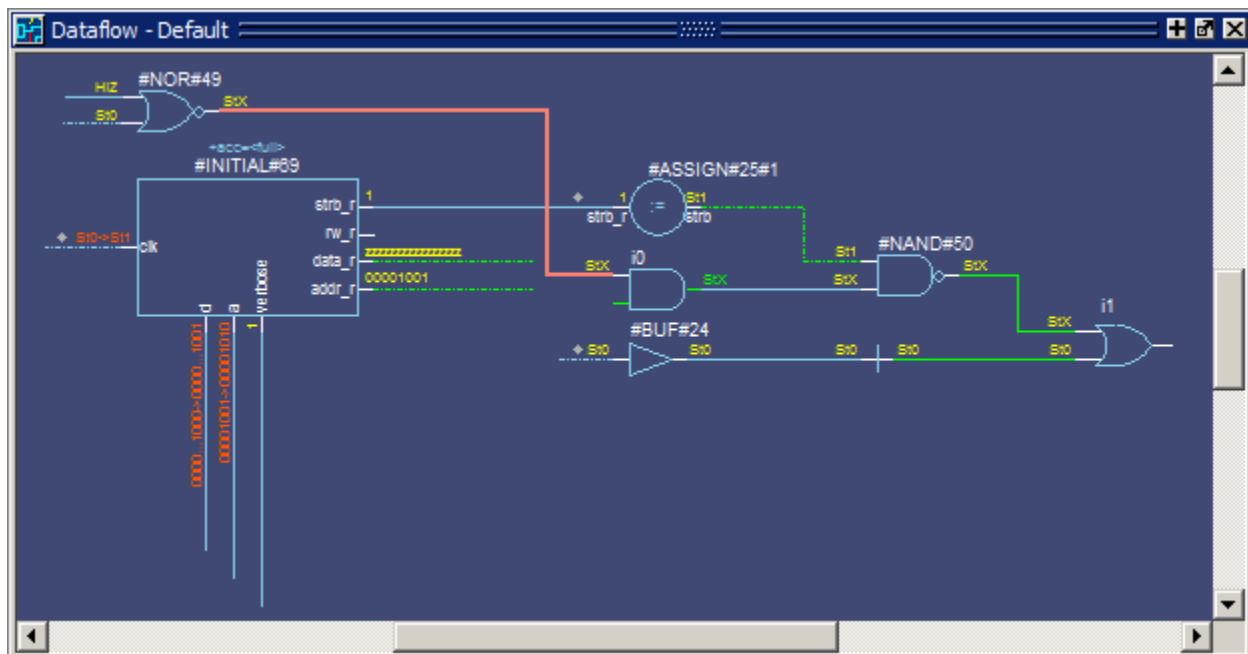 Dataflow - Default
#NOR#49
HiZ
StX
St0
+acc=<full>
#INITIAL#69
#ASSIGN#25#1
strb_r 1
1 := St1
strb_r strb
rw_r
#NAND#50
St0->St1 clk
data_r zzzzzzzzzzzzzzzz
i0
St1
addr_r 00001001
StX StX StX StX
d a verbose
i1
#BUF#24
StX
St0 St0 St0 St0 St0
0000...1000->0000...1001
00001001->00001010
1